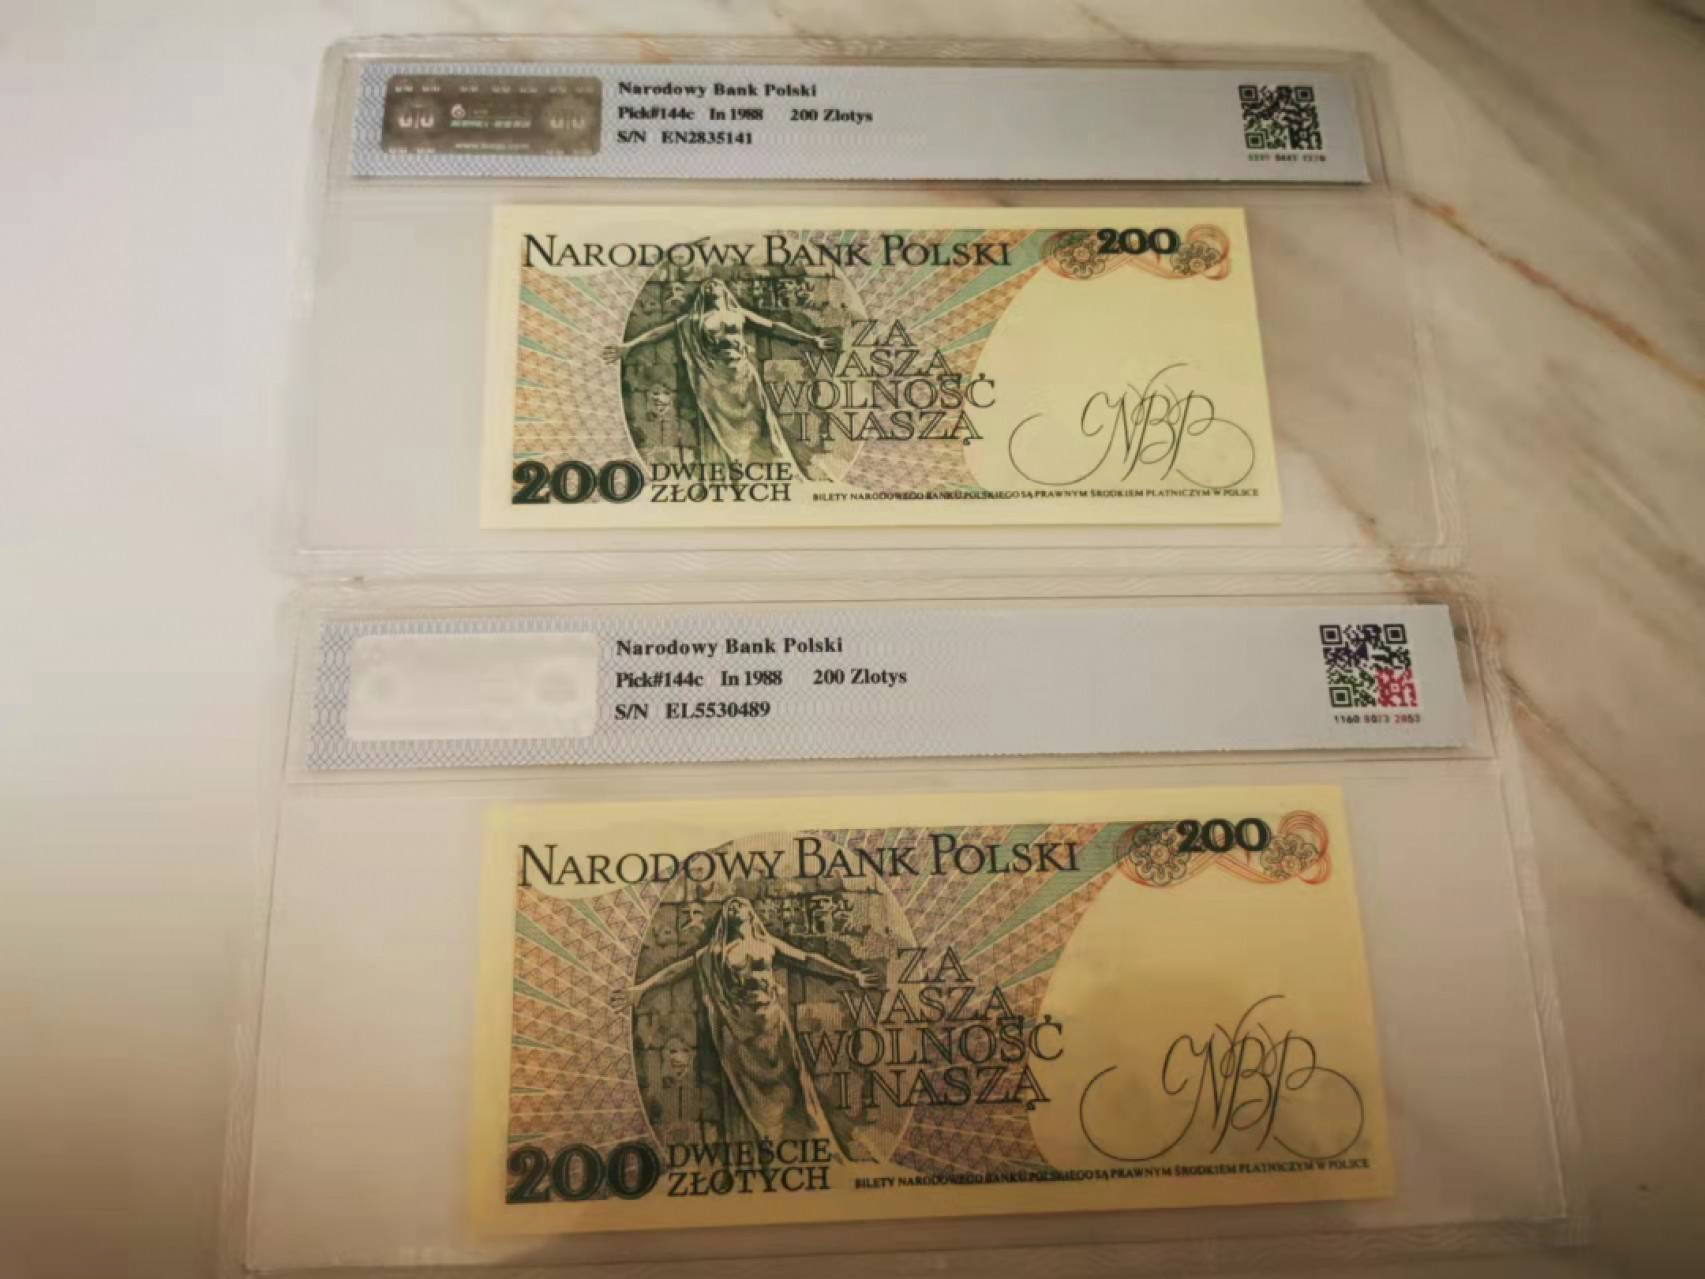 Narodowy Bank Polski
Pick#144c In 1988 200 Zlotys
S/N EN2835141
NARODOWY BANK POLSKI 200
ZA
WASZĄ
WOLNOŚĆ
I NASZĄ
NBP
200 DWIEŚCIE
ZŁOTYCH
BILETY NARODOWEGO BANKU POLSKIEGO SĄ PRAWNYM ŚRODKIEM PŁATNICZYM W POLSCE
Narodowy Bank Polski
Pick#144c In 1988 200 Zlotys
S/N EL5530489
1160 8073 2853
NARODOWY BANK POLSKI 200
ZA
WASZĄ
WOLNOŚĆ
I NASZĄ
NBP
200 DWIEŚCIE
ZŁOTYCH
BILETY NARODOWEGO BANKU POLSKIEGO SĄ PRAWNYM ŚRODKIEM PŁATNICZYM W POLSCE